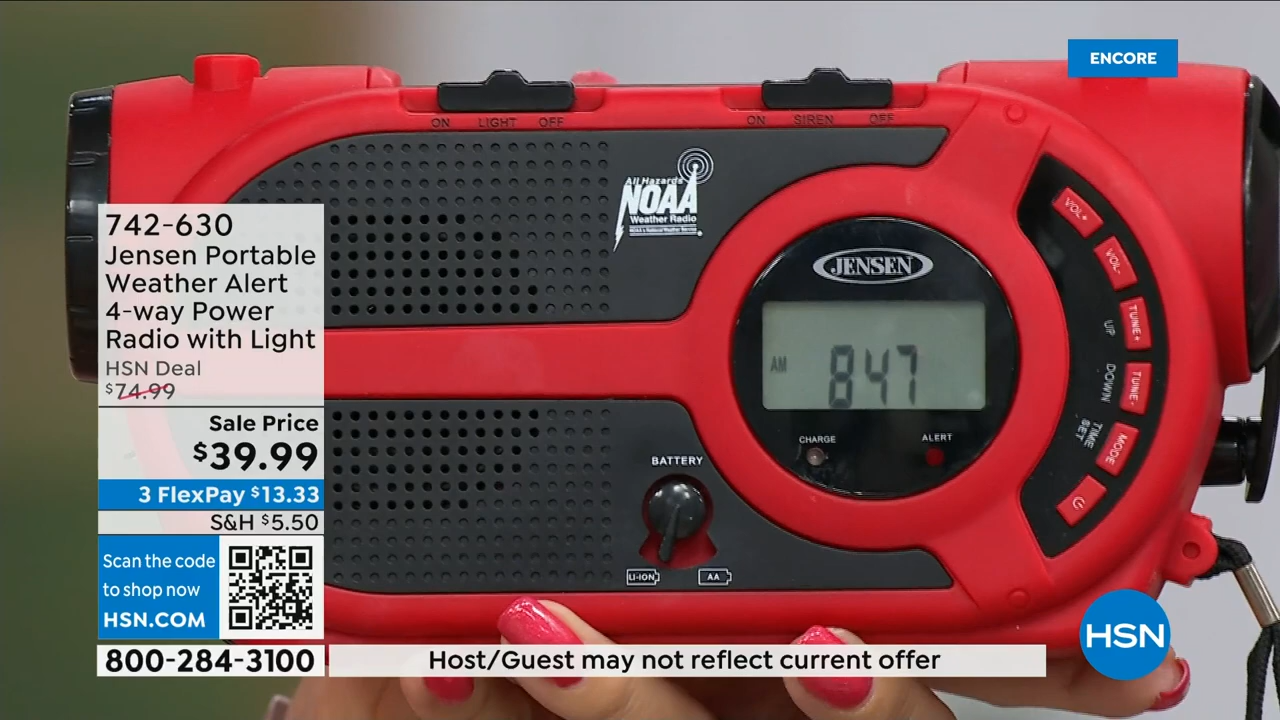 ENCORE
ON LIGHT OFF
ON SIREN OFF
All Hazards
NOAA
Weather Radio
VOL+
VOL-
TUNE+
UP
TUNE-
DOWN
MODE
TIME SET
JENSEN
AM 847
CHARGE
ALERT
BATTERY
LI-ION
AA
742-630
Jensen Portable
Weather Alert
4-way Power
Radio with Light
HSN Deal
$74.99
Sale Price
$39.99
3 FlexPay $13.33
S&H $5.50
Scan the code
to shop now
HSN.COM
800-284-3100
Host/Guest may not reflect current offer
HSN